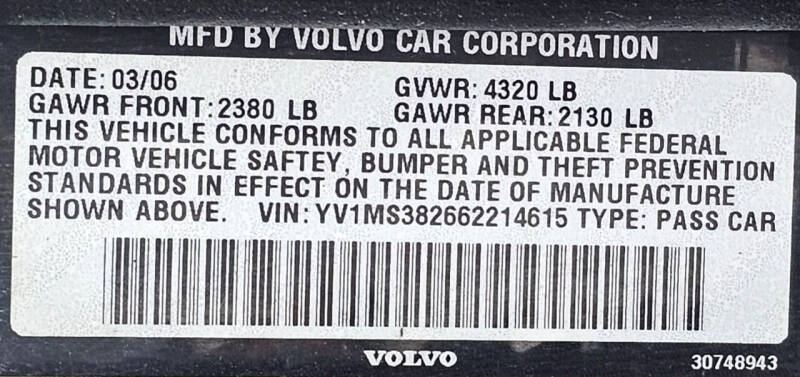 MFD BY VOLVO CAR CORPORATION
DATE: 03/06 GVWR: 4320 LB
GAWR FRONT: 2380 LB GAWR REAR: 2130 LB
THIS VEHICLE CONFORMS TO ALL APPLICABLE FEDERAL
MOTOR VEHICLE SAFTEY, BUMPER AND THEFT PREVENTION
STANDARDS IN EFFECT ON THE DATE OF MANUFACTURE
SHOWN ABOVE. VIN: YV1MS382662214615 TYPE: PASS CAR
VOLVO
30748943